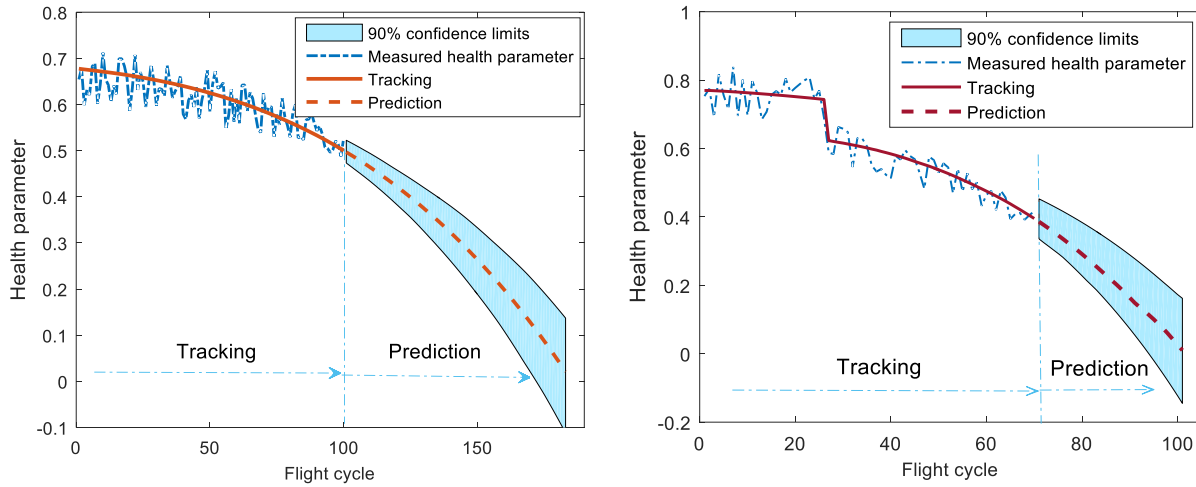 90% confidence limits
Measured health parameter
Tracking
Prediction
0.8
0.7
0.6
0.5
0.4
0.3
0.2
0.1
0
-0.1
Health parameter
Tracking
Prediction
0
50
100
150
Flight cycle
90% confidence limits
Measured health parameter
Tracking
Prediction
1
0.8
0.6
0.4
0.2
0
-0.2
Health parameter
Tracking
Prediction
0
20
40
60
80
100
Flight cycle